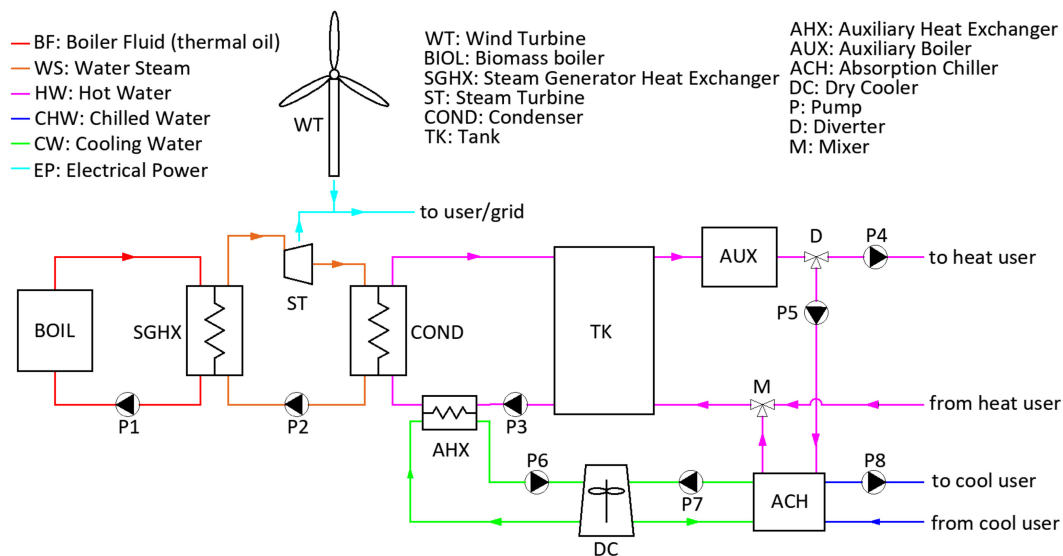 BF: Boiler Fluid (thermal oil)
WS: Water Steam
HW: Hot Water
CHW: Chilled Water
CW: Cooling Water
EP: Electrical Power
WT
WT: Wind Turbine
BIOL: Biomass boiler
SGHX: Steam Generator Heat Exchanger
ST: Steam Turbine
COND: Condenser
TK: Tank
AHX: Auxiliary Heat Exchanger
AUX: Auxiliary Boiler
ACH: Absorption Chiller
DC: Dry Cooler
P: Pump
D: Diverter
M: Mixer
to user/grid
ST
AUX
D
P4
to heat user
BOIL
SGHX
COND
TK
P5
P1
P2
AHX
P3
M
from heat user
P6
DC
P7
ACH
P8
to cool user
from cool user